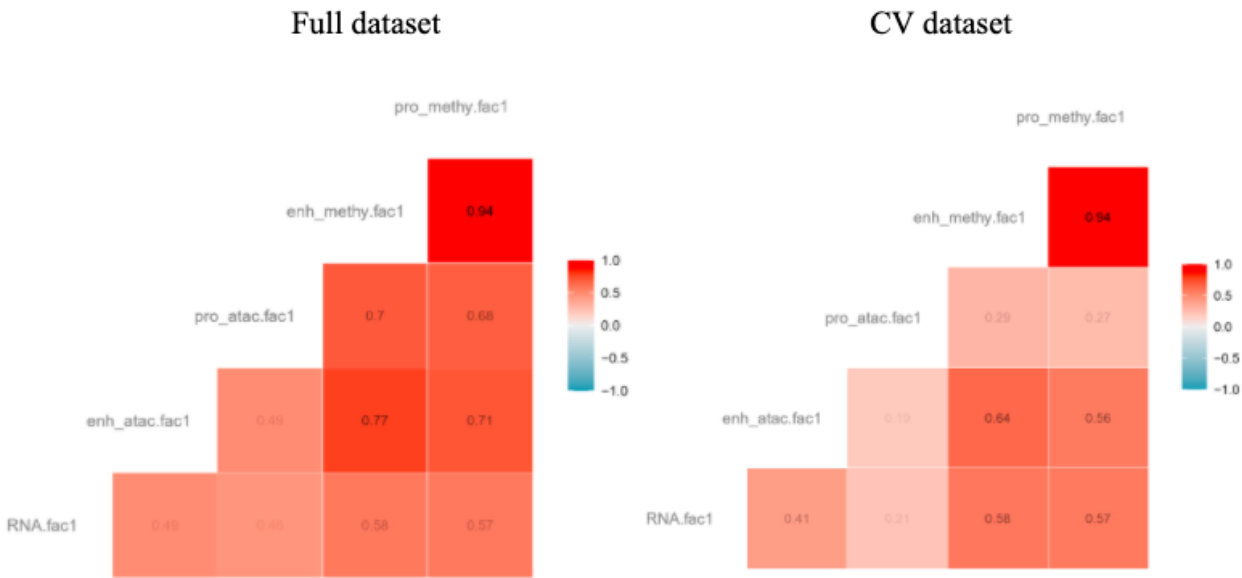 Full dataset
CV dataset
pro_methy.fac1
enh_methy.fac1
0.94
pro_atac.fac1
0.7
0.68
enh_atac.fac1
0.49
0.77
0.71
RNA.fac1
0.49
0.46
0.58
0.57
1.0
0.5
0.0
−0.5
−1.0
pro_methy.fac1
enh_methy.fac1
0.94
pro_atac.fac1
0.29
0.27
enh_atac.fac1
0.19
0.64
0.56
RNA.fac1
0.41
0.21
0.58
0.57
1.0
0.5
0.0
−0.5
−1.0